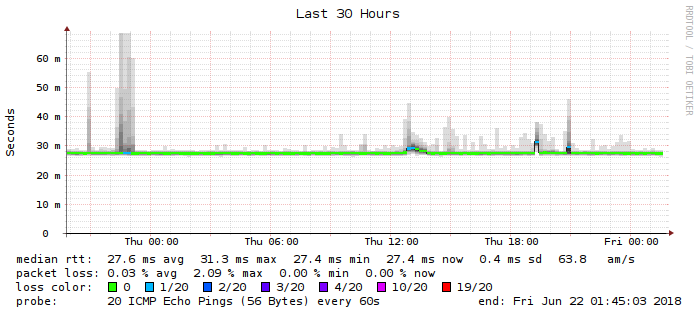 Last 30 Hours
RRDTOOL / TOBI OETIKER
Seconds
60 m
50 m
40 m
30 m
20 m
10 m
0
Thu 00:00 Thu 06:00 Thu 12:00 Thu 18:00 Fri 00:00
median rtt: 27.6 ms avg 31.3 ms max 27.4 ms min 27.4 ms now 0.4 ms sd 63.8 am/s
packet loss: 0.03 % avg 2.09 % max 0.00 % min 0.00 % now
loss color: 0 1/20 2/20 3/20 4/20 10/20 19/20
probe: 20 ICMP Echo Pings (56 Bytes) every 60s end: Fri Jun 22 01:45:03 2018